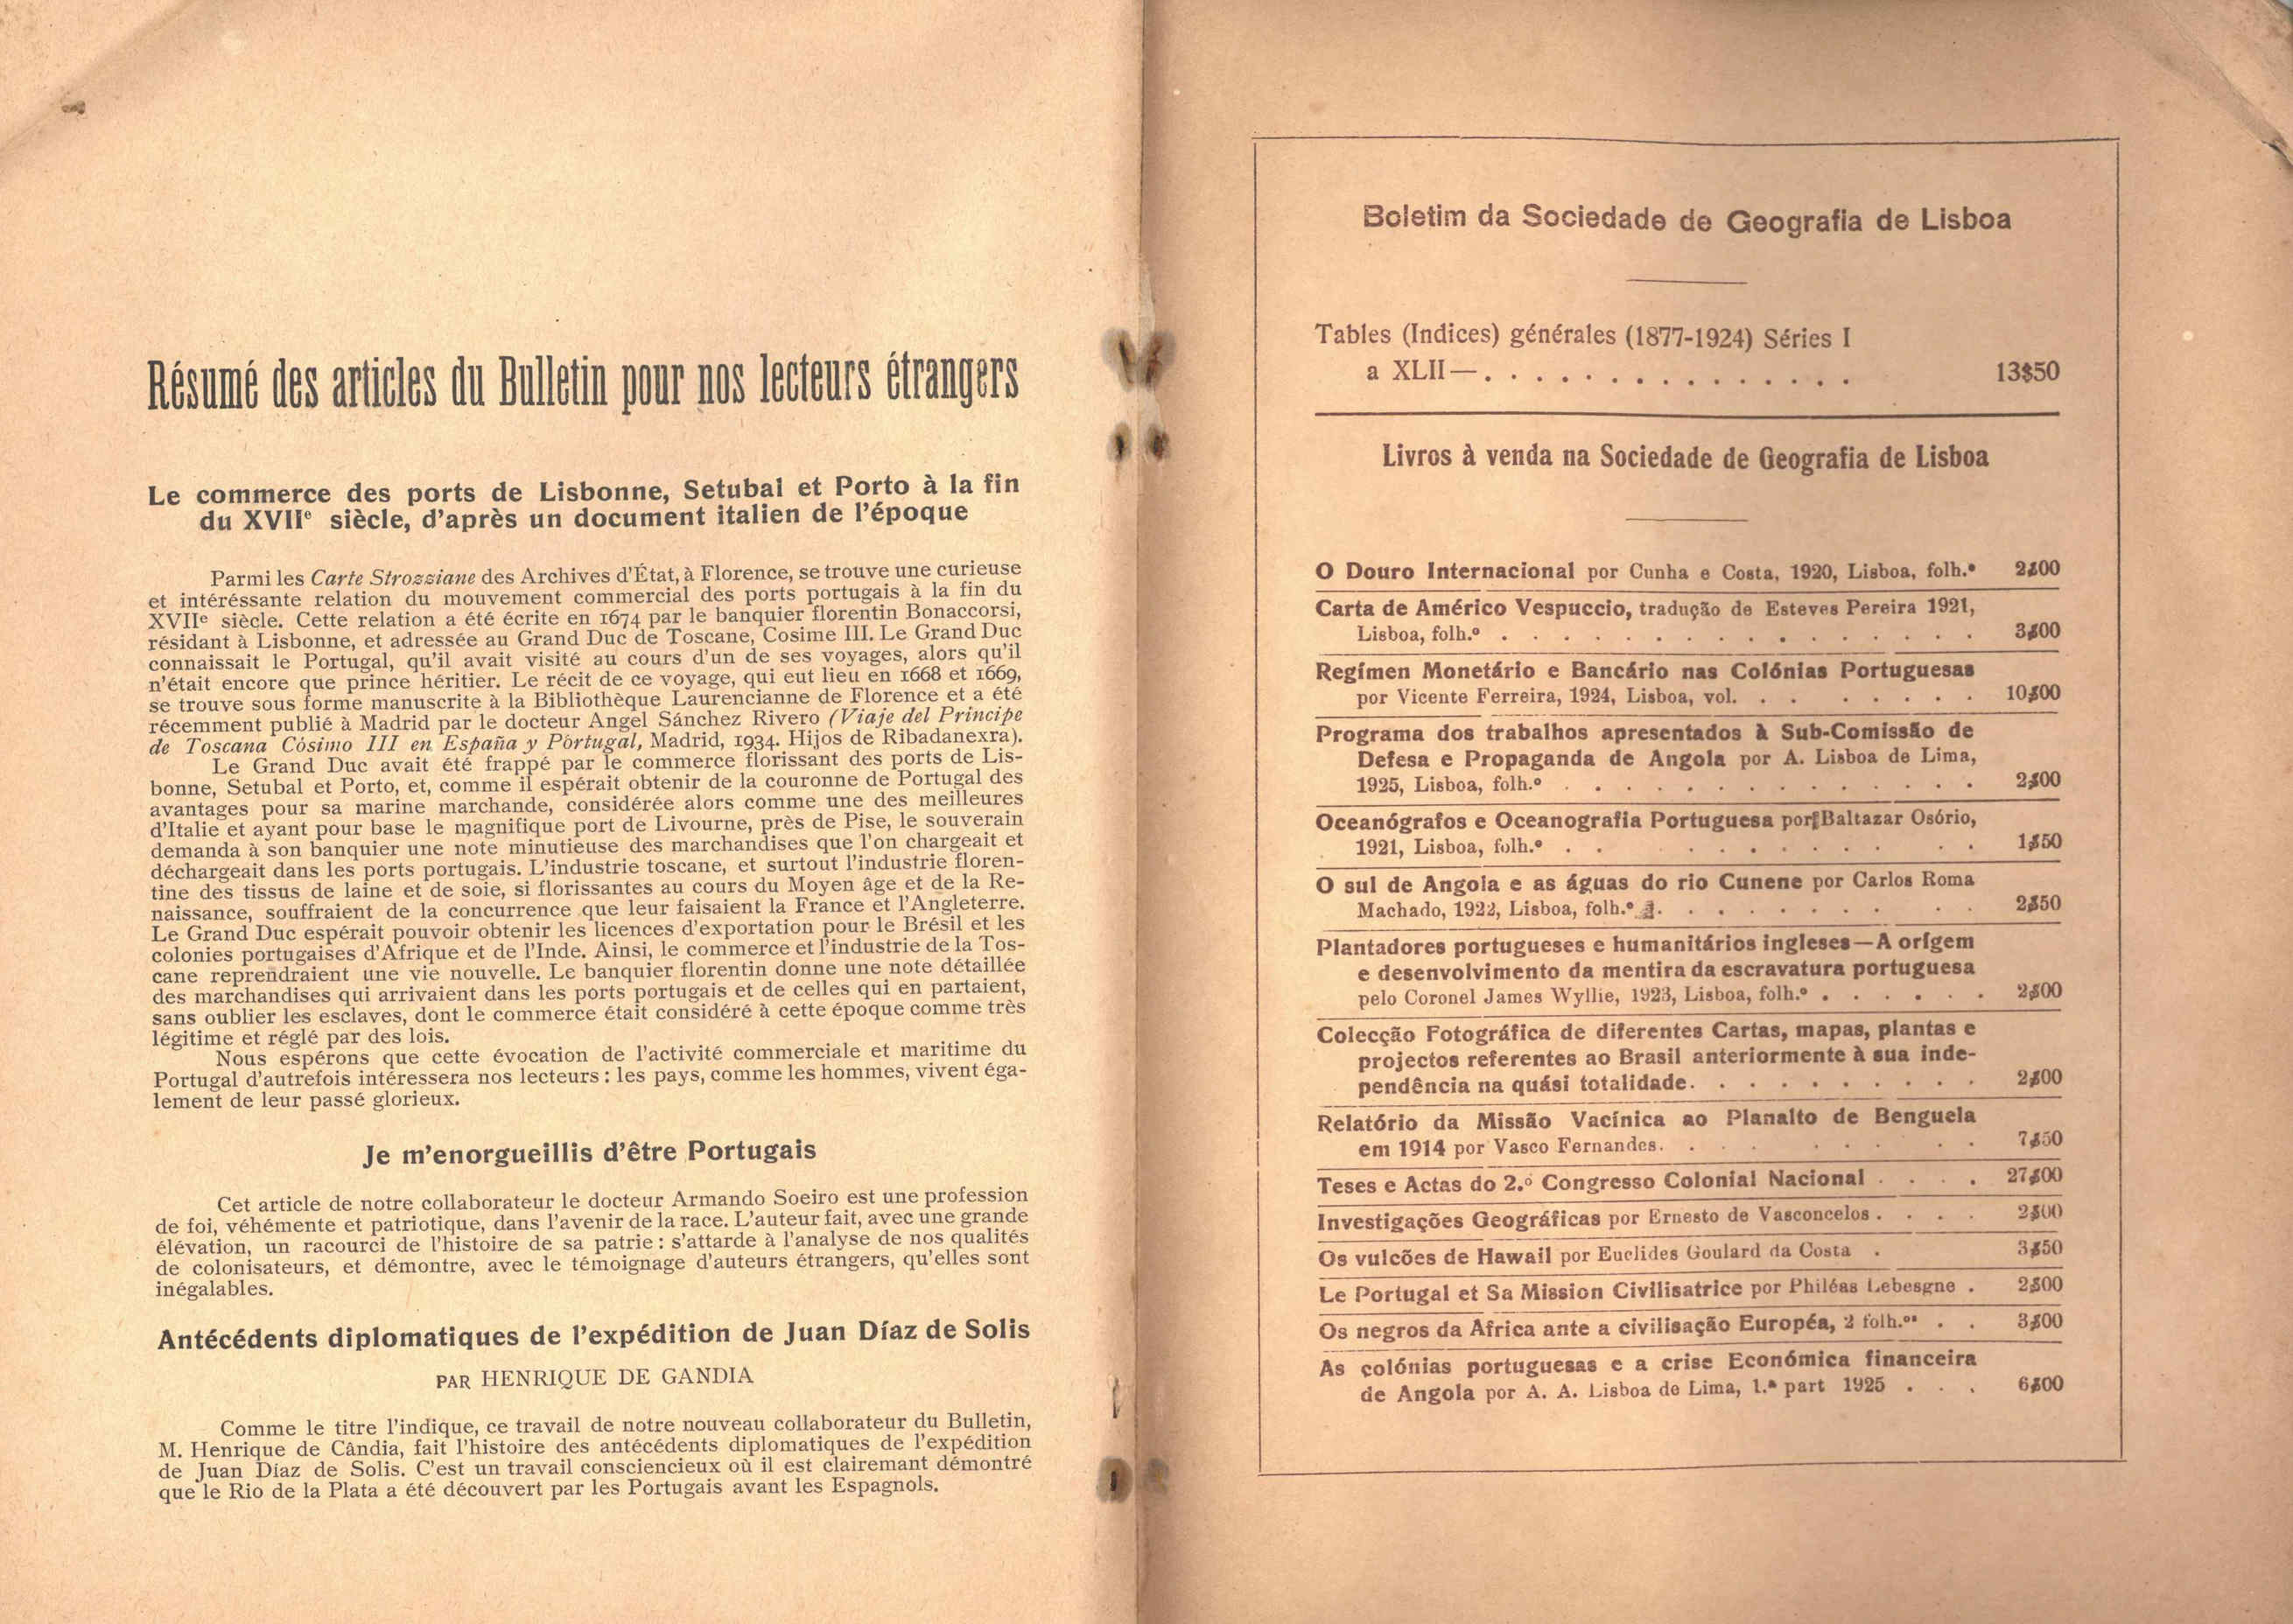 Résumé des articles du Bulletin pour nos lecteurs étrangers
Le commerce des ports de Lisbonne, Setubal et Porto à la fin
du XVIIe siècle, d'après un document italien de l'époque
Parmi les Carte Strozziane des Archives d'État, à Florence, se trouve une curieuse
et intéréssante relation du mouvement commercial des ports portugais à la fin du
XVIIe siècle. Cette relation a été écrite en 1674 par le banquier florentin Bonaccorsi,
résidant à Lisbonne, et adressée au Grand Duc de Toscane, Cosime III. Le Grand Duc
connaissait le Portugal, qu'il avait visité au cours d'un de ses voyages, alors qu'il
n'était encore que prince héritier. Le récit de ce voyage, qui eut lieu en 1668 et 1669,
se trouve sous forme manuscrite à la Bibliothèque Laurencianne de Florence et a été
récemment publié à Madrid par le docteur Angel Sánchez Rivero (Viaje del Principe
de Toscana Cósimo III en España y Pórtugal, Madrid, 1934. Hijos de Ribadanexra).
Le Grand Duc avait été frappé par le commerce florissant des ports de Lis-
bonne, Setubal et Porto, et, comme il espérait obtenir de la couronne de Portugal des
avantages pour sa marine marchande, considérée alors comme une des meilleures
d'Italie et ayant pour base le magnifique port de Livourne, près de Pise, le souverain
demanda à son banquier une note minutieuse des marchandises que l'on chargeait et
déchargeait dans les ports portugais. L'industrie toscane, et surtout l'industrie floren-
tine des tissus de laine et de soie, si florissantes au cours du Moyen âge et de la Re-
naissance, souffraient de la concurrence que leur faisaient la France et l'Angleterre.
Le Grand Duc espérait pouvoir obtenir les licences d'exportation pour le Brésil et les
colonies portugaises d'Afrique et de l'Inde. Ainsi, le commerce et l'industrie de la Tos-
cane reprendraient une vie nouvelle. Le banquier florentin donne une note détaillée
des marchandises qui arrivaient dans les ports portugais et de celles qui en partaient,
sans oublier les esclaves, dont le commerce était considéré à cette époque comme très
légitime et réglé par des lois.
Nous espérons que cette évocation de l'activité commerciale et maritime du
Portugal d'autrefois intéressera nos lecteurs : les pays, comme les hommes, vivent éga-
lement de leur passé glorieux.
Je m'enorgueillis d'être Portugais
Cet article de notre collaborateur le docteur Armando Soeiro est une profession
de foi, véhémente et patriotique, dans l'avenir de la race. L'auteur fait, avec une grande
élévation, un racourci de l'histoire de sa patrie : s'attarde à l'analyse de nos qualités
de colonisateurs, et démontre, avec le témoignage d'auteurs étrangers, qu'elles sont
inégalables.
Antécédents diplomatiques de l'expédition de Juan Díaz de Solis
PAR HENRIQUE DE GANDIA
Comme le titre l'indique, ce travail de notre nouveau collaborateur du Bulletin,
M. Henrique de Cândia, fait l'histoire des antécédents diplomatiques de l'expédition
de Juan Diaz de Solis. C'est un travail consciencieux où il est clairemant démontré
que le Rio de la Plata a été découvert par les Portugais avant les Espagnols.
Boletim da Sociedade de Geografia de Lisboa
Tables (Indices) générales (1877-1924) Séries I
a XLII—. . . . . . . . . . . . . . . 13$50
Livros à venda na Sociedade de Geografia de Lisboa
O Douro Internacional por Cunha e Costa, 1920, Lisboa, folh.º 2$00
Carta de Américo Vespuccio, tradução de Esteves Pereira 1921,
Lisboa, folh.º . . . . . . . . . . . . . . . . 3$00
Regímen Monetário e Bancário nas Colónias Portuguesas
por Vicente Ferreira, 1924, Lisboa, vol. . . . . . . . 10$00
Programa dos trabalhos apresentados à Sub-Comissão de
Defesa e Propaganda de Angola por A. Lisboa de Lima,
1925, Lisboa, folh.º . . . . . . . . . . . . . . 2$00
Oceanógrafos e Oceanografia Portuguesa por Baltazar Osório,
1921, Lisboa, folh.º . . . . . . . . . . . 1$50
O sul de Angola e as águas do rio Cunene por Carlos Roma
Machado, 1922, Lisboa, folh.º . . . . . . . . . . 2$50
Plantadores portugueses e humanitários ingleses—A orígem
e desenvolvimento da mentira da escravatura portuguesa
pelo Coronel James Wyllie, 1923, Lisboa, folh.º . . . . . . 2$00
Colecção Fotográfica de diferentes Cartas, mapas, plantas e
projectos referentes ao Brasil anteriormente à sua inde-
pendência na quási totalidade. . . . . . . . . . 2$00
Relatório da Missão Vacínica ao Planalto de Benguela
em 1914 por Vasco Fernandes. . . . . . . . . 7$50
Teses e Actas do 2.º Congresso Colonial Nacional . . . . 27$00
Investigações Geográficas por Ernesto de Vasconcelos . . . . 2$00
Os vulcões de Hawail por Euclides Goulard da Costa . 3$50
Le Portugal et Sa Mission Civilisatrice por Philéas Lebesgne . 2$00
Os negros da Africa ante a civilisação Européa, 2 folh.os . . 3$00
As colónias portuguesas e a crise Económica financeira
de Angola por A. A. Lisboa de Lima, 1.ª part 1925 . . . 6$00